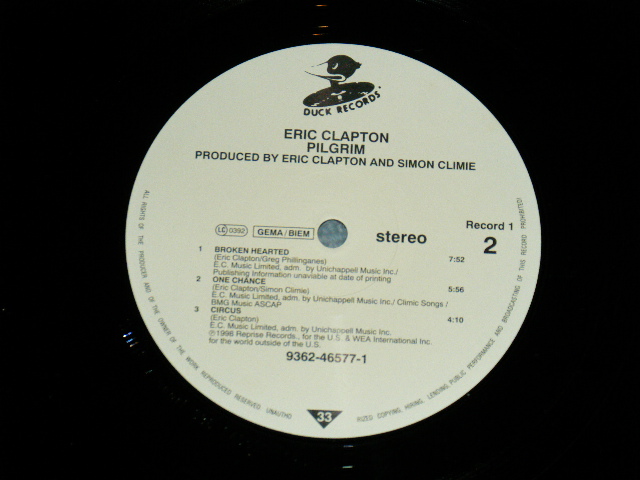 DUCK RECORDS
ERIC CLAPTON
PILGRIM
PRODUCED BY ERIC CLAPTON AND SIMON CLIMIE
LC 0392
GEMA/BIEM
stereo
Record 1
2
1 BROKEN HEARTED 7:52
(Eric Clapton/Greg Phillinganes)
E.C. Music Limited, adm. by Unichappell Music Inc./
Publishing Information unaviable at date of printing
2 ONE CHANCE 5:56
(Eric Clapton/Simon Climie)
E.C. Music Limited, adm. by Unichappell Music Inc./ Climic Songs /
BMG Music ASCAP
3 CIRCUS 4:10
(Eric Clapton)
E.C. Music Limited, adm. by Unichappell Music Inc.
℗1996 Reprise Records., for the U.S. & WEA International Inc.
for the world outside of the U.S.
9362-46577-1
33
ALL RIGHTS OF THE PRODUCER AND OF THE OWNER OF THE WORK REPRODUCED RESERVED. UNAUTHO
RIZED COPYING, HIRING, LENDING, PUBLIC PERFORMANCE AND BROADCASTING OF THIS RECORD PROHIBITED!